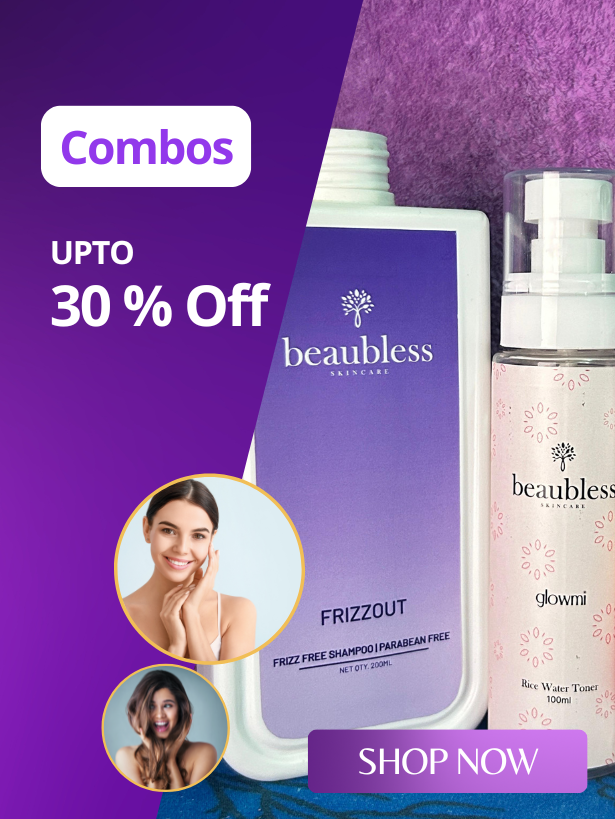 Combos
UPTO
30 % Off
beaubless
SKINCARE
FRIZZOUT
FRIZZ FREE SHAMPOO | PARABEAN FREE
NET QTY. 200ML
beaubless
SKINCARE
glowmi
Rice Water Toner
100ml
SHOP NOW